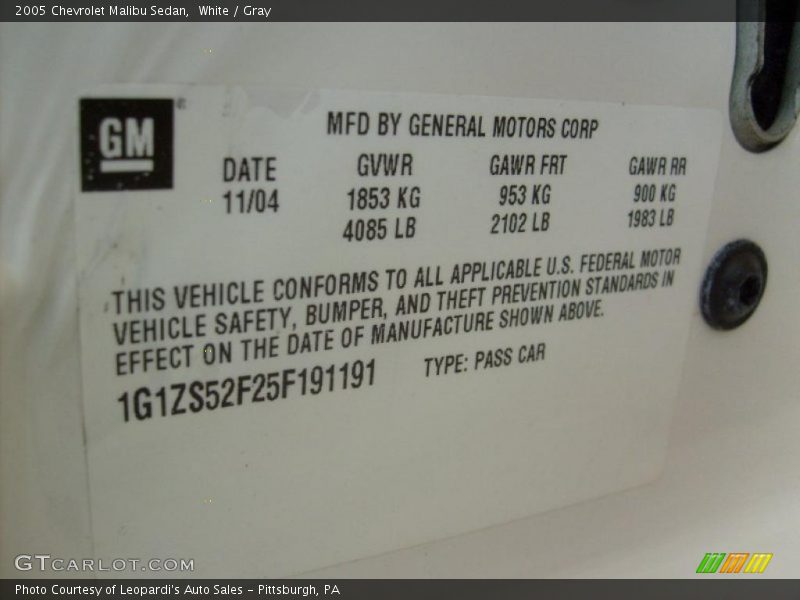 2005 Chevrolet Malibu Sedan, White / Gray
GM ®
MFD BY GENERAL MOTORS CORP
DATE GVWR GAWR FRT GAWR RR
11/04 1853 KG 953 KG 900 KG
4085 LB 2102 LB 1983 LB
THIS VEHICLE CONFORMS TO ALL APPLICABLE U.S. FEDERAL MOTOR
VEHICLE SAFETY, BUMPER, AND THEFT PREVENTION STANDARDS IN
EFFECT ON THE DATE OF MANUFACTURE SHOWN ABOVE.
1G1ZS52F25F191191 TYPE: PASS CAR
GTCARLOT.COM
Photo Courtesy of Leopardi's Auto Sales - Pittsburgh, PA